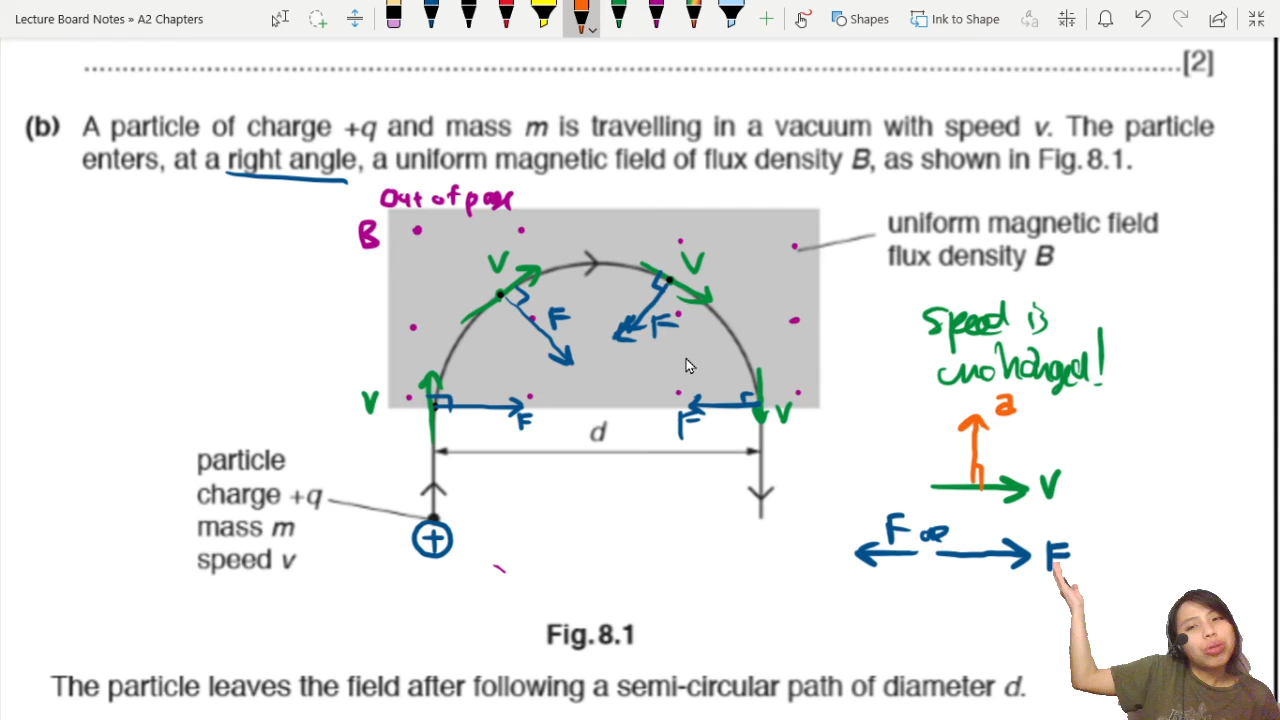 Lecture Board Notes » A2 Chapters
Shapes
Ink to Shape
[2]
(b) A particle of charge +q and mass m is travelling in a vacuum with speed v. The particle
enters, at a right angle, a uniform magnetic field of flux density B, as shown in Fig. 8.1.
Out of page
B
uniform magnetic field
flux density B
V
V
F
F
speed is
unchanged!
V
F
F
V
d
a
V
particle
charge +q
mass m
speed v
+
F or
F
Fig. 8.1
The particle leaves the field after following a semi-circular path of diameter d.